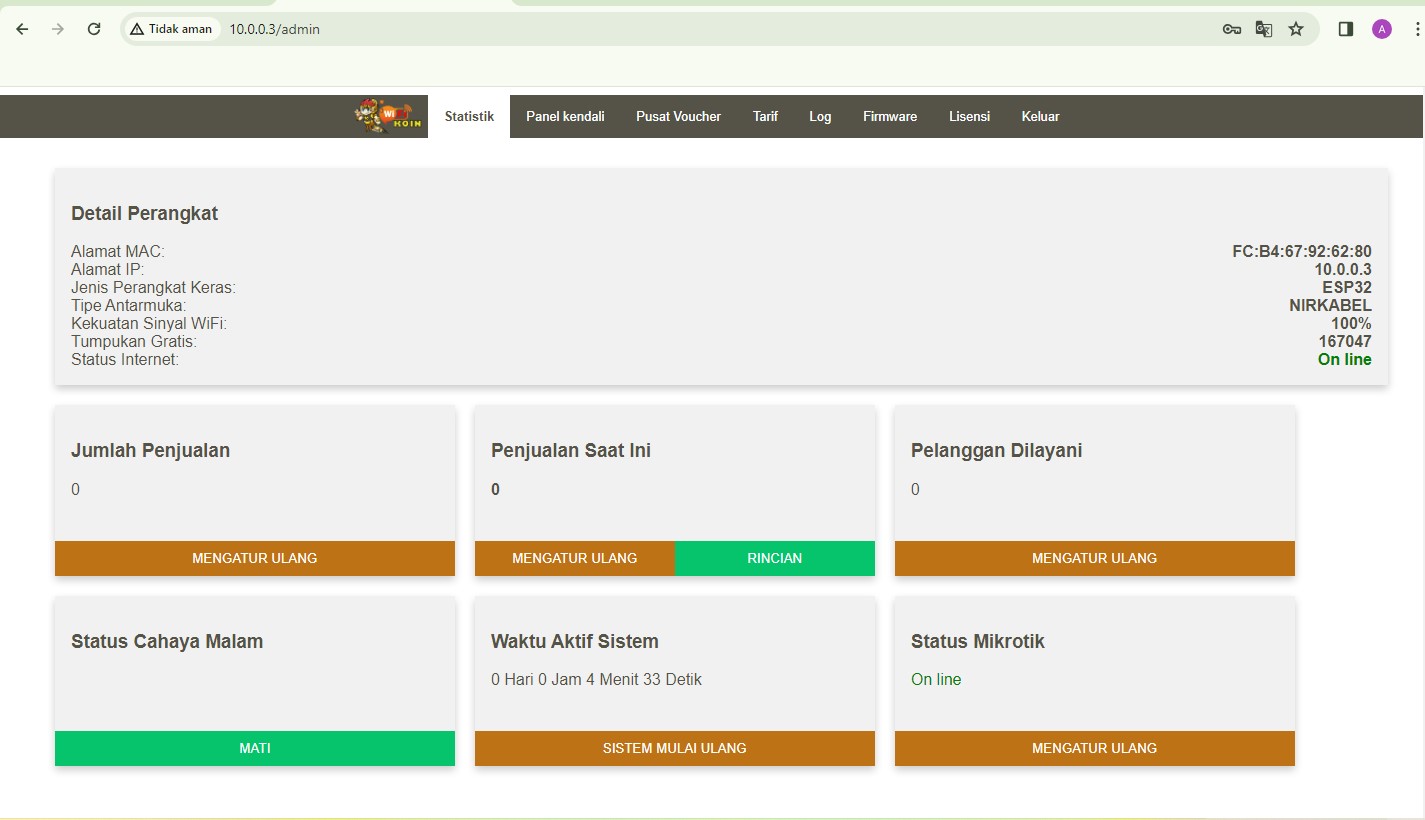 Tidak aman 10.0.0.3/admin A
WI KOIN Statistik Panel kendali Pusat Voucher Tarif Log Firmware Lisensi Keluar
Detail Perangkat
Alamat MAC: FC:B4:67:92:62:80
Alamat IP: 10.0.0.3
Jenis Perangkat Keras: ESP32
Tipe Antarmuka: NIRKABEL
Kekuatan Sinyal WiFi: 100%
Tumpukan Gratis: 167047
Status Internet: On line
Jumlah Penjualan
0
MENGATUR ULANG
Penjualan Saat Ini
0
MENGATUR ULANG RINCIAN
Pelanggan Dilayani
0
MENGATUR ULANG
Status Cahaya Malam
MATI
Waktu Aktif Sistem
0 Hari 0 Jam 4 Menit 33 Detik
SISTEM MULAI ULANG
Status Mikrotik
On line
MENGATUR ULANG